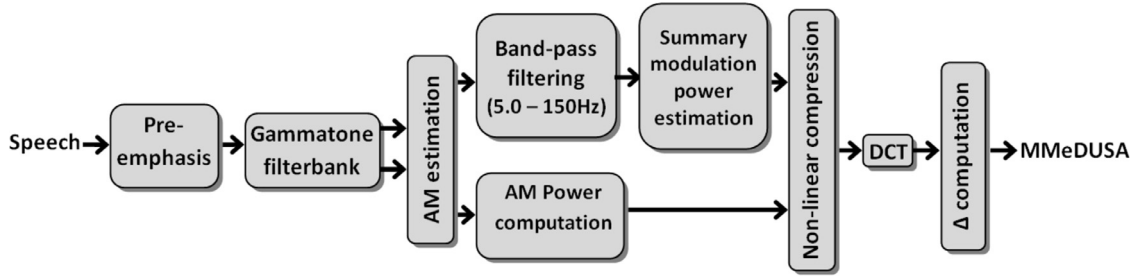 Speech
Pre-
emphasis
Gammatone
filterbank
AM estimation
Band-pass
filtering
(5.0 – 150Hz)
Summary
modulation
power
estimation
AM Power
computation
Non-linear compression
DCT
Δ computation
MMeDUSA